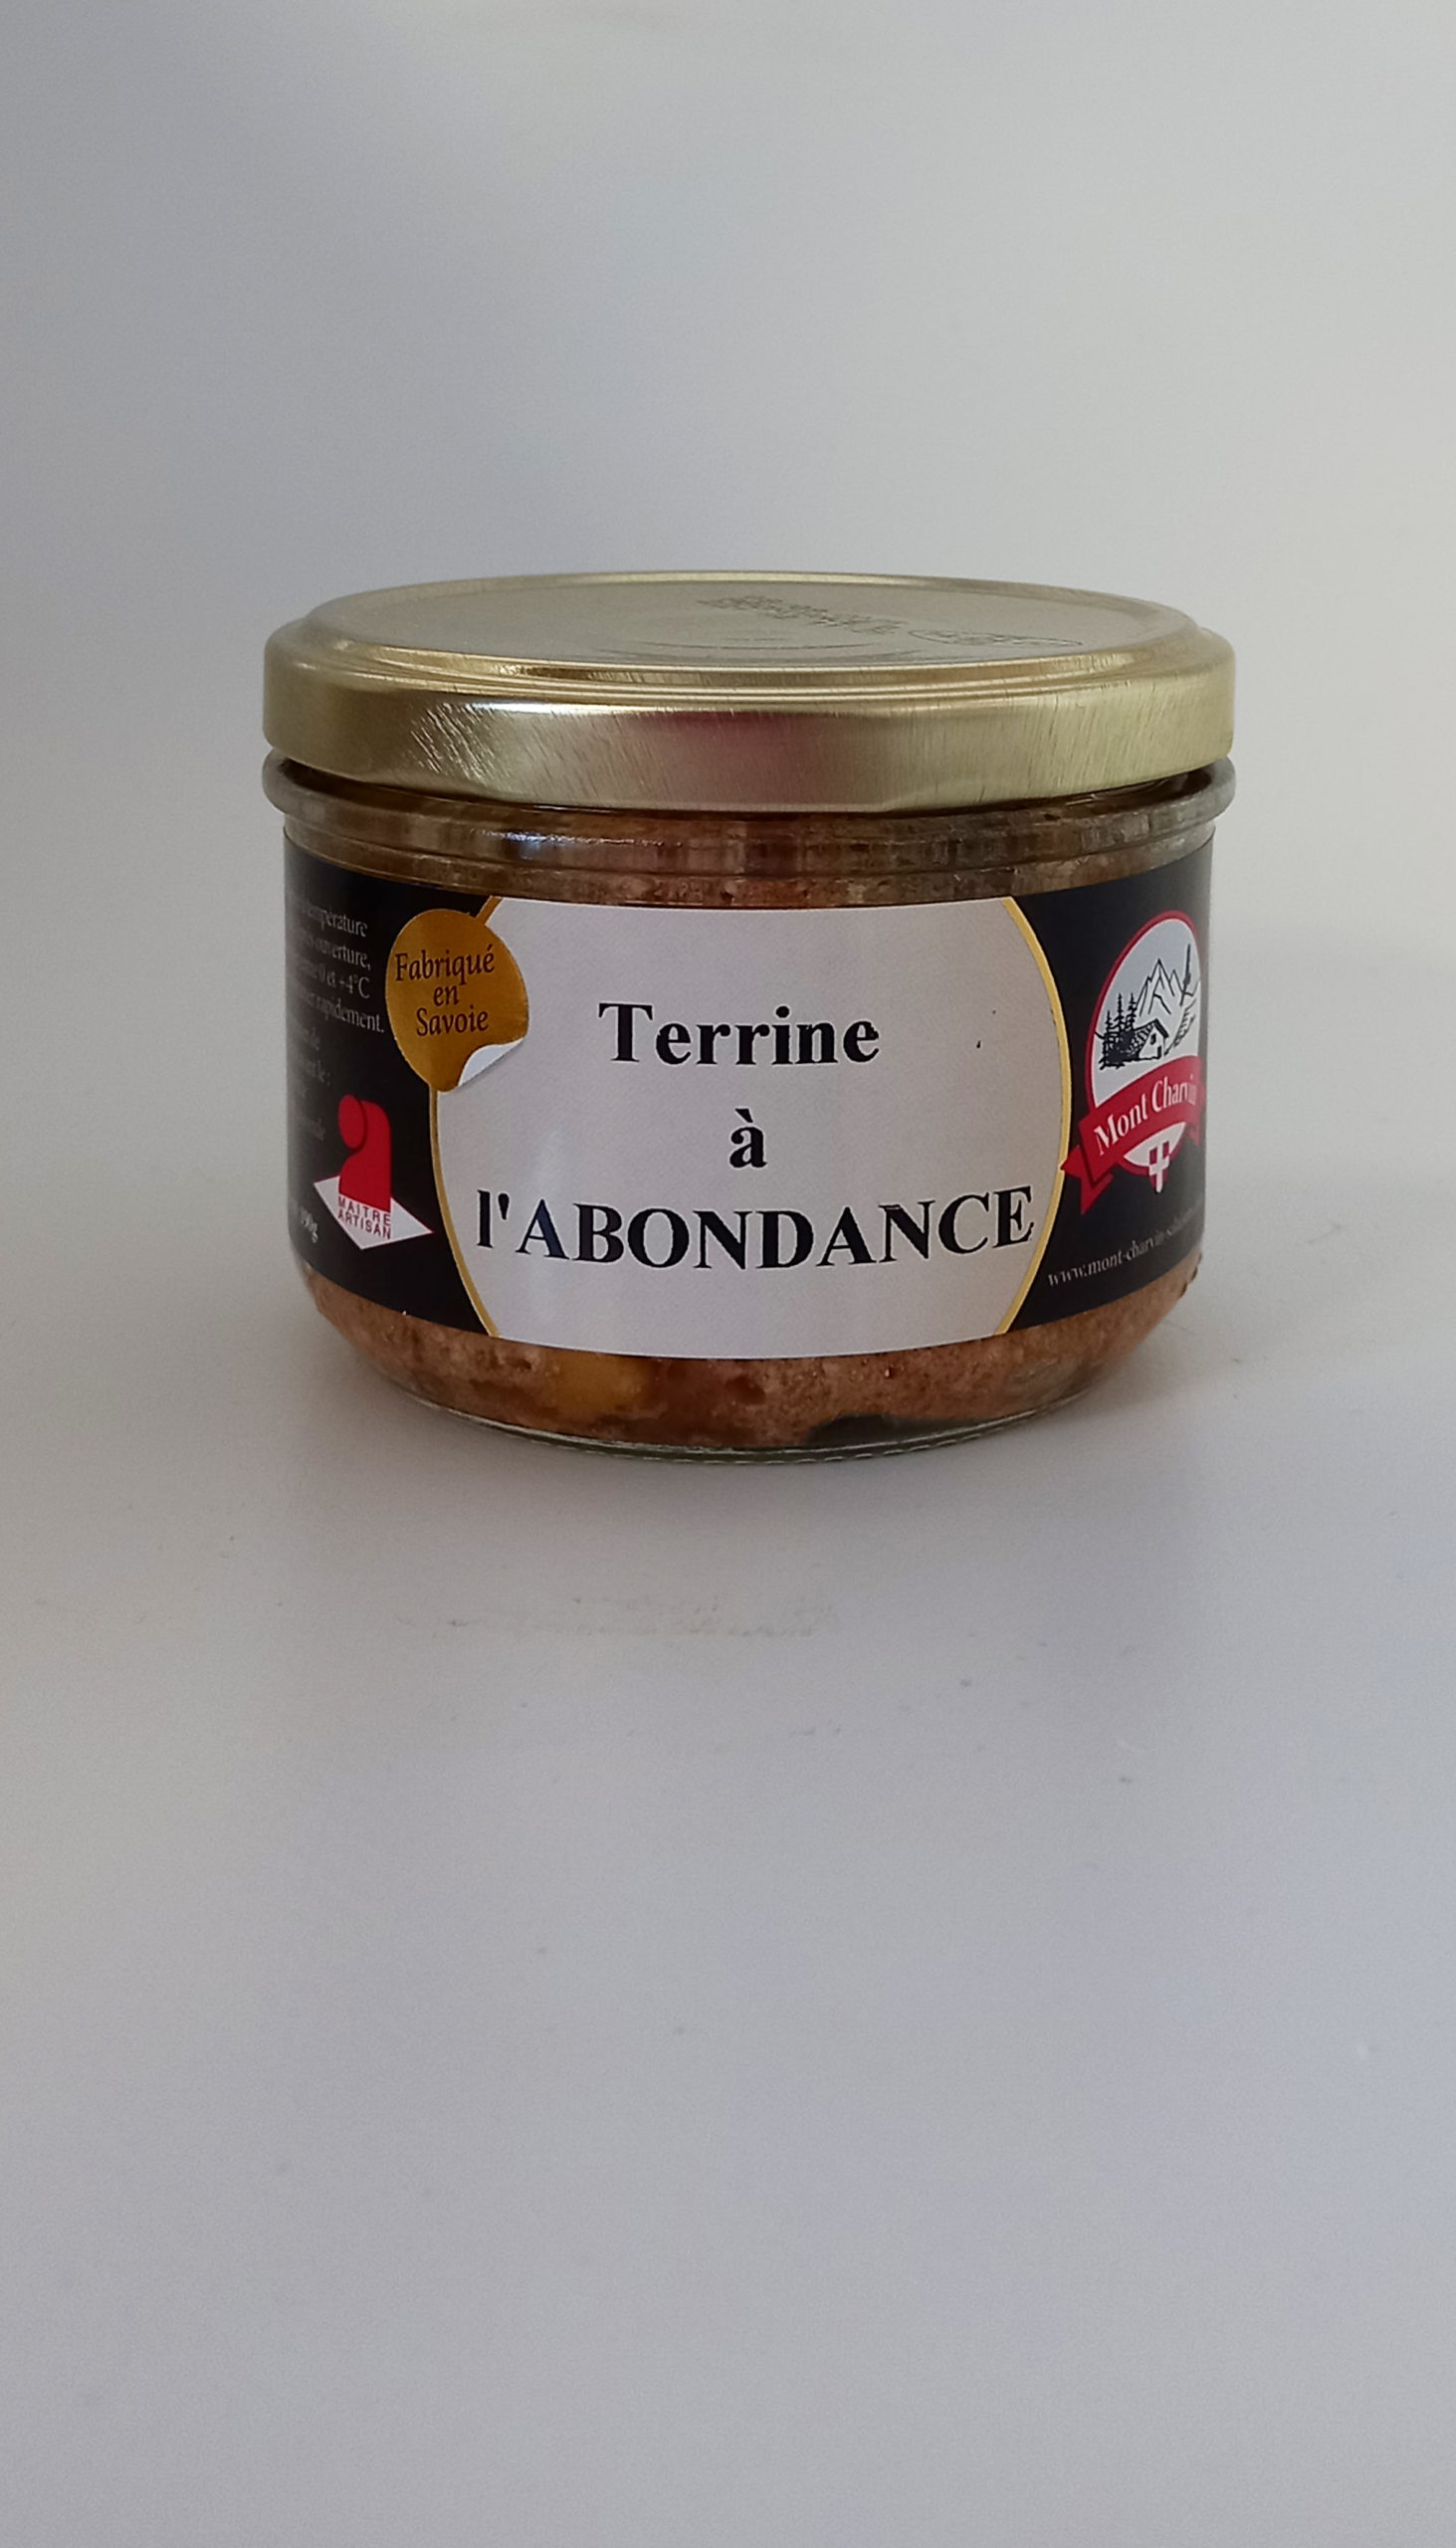 température
ouverture,
et +4°C
rapidement.
Fabriqué
en
Savoie
MAITRE
ARTISAN
Terrine
à
l'ABONDANCE
Mont Charvin